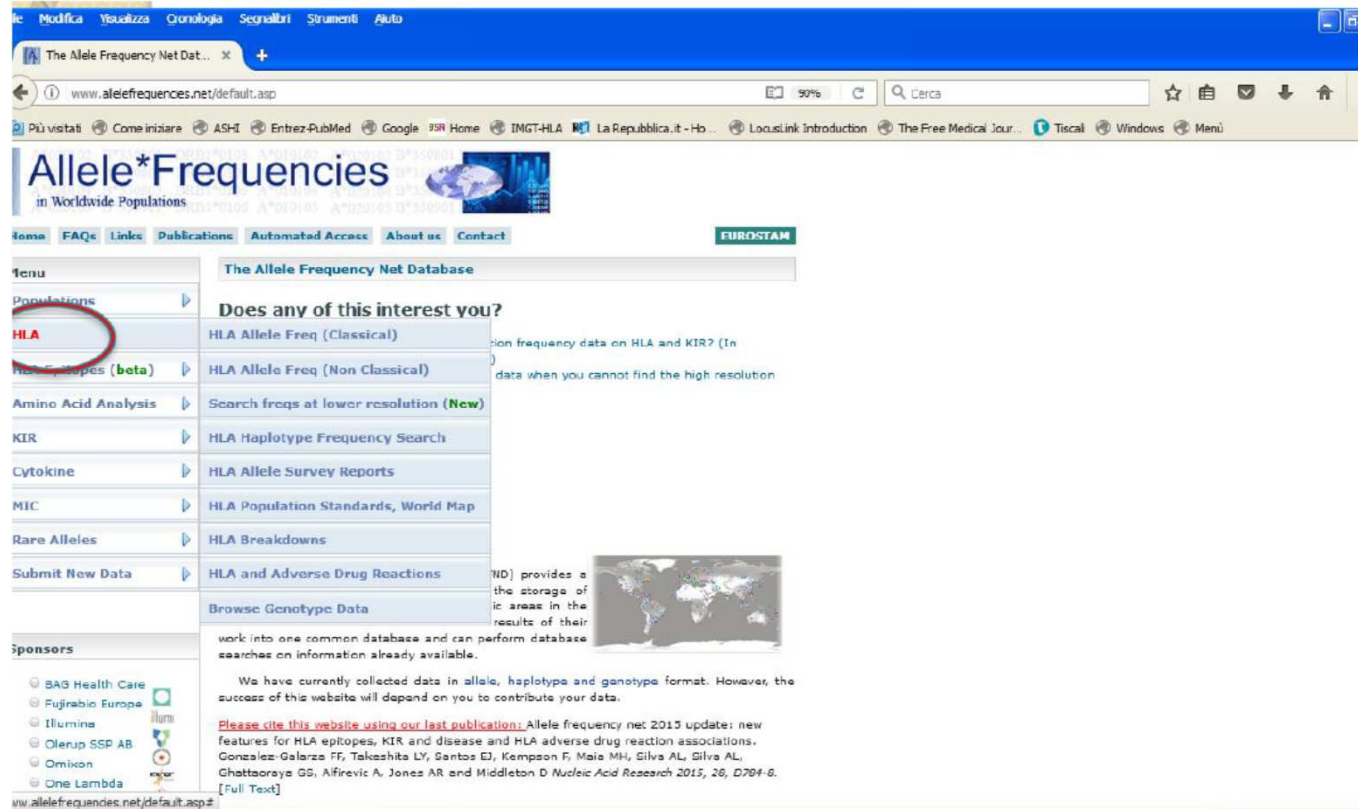 Modifica Visualizza Cronologia Segnalibri Strumenti Aiuto
The Allele Frequency Net Dat... × +
www.allelefrequencies.net/default.asp 90% Cerca
Più visitati Come iniziare ASHI Entrez-PubMed Google Home IMGT-HLA La Repubblica.it - Ho... LocusLink Introduction The Free Medical Jour... Tiscali Windows Menù
Allele*Frequencies
in Worldwide Populations
Home FAQs Links Publications Automated Access About us Contact EUROSTAM
Menu
Populations
HLA
HLA Epitopes (beta)
Amino Acid Analysis
KIR
Cytokine
MIC
Rare Alleles
Submit New Data
HLA Allele Freq (Classical)
HLA Allele Freq (Non Classical)
Search freqs at lower resolution (New)
HLA Haplotype Frequency Search
HLA Allele Survey Reports
HLA Population Standards, World Map
HLA Breakdowns
HLA and Adverse Drug Reactions
Browse Genotype Data
The Allele Frequency Net Database
Does any of this interest you?
tion frequency data on HLA and KIR? (In
)
data when you cannot find the high resolution
ND) provides a
the storage of
ic areas in the
results of their
work into one common database and can perform database
searches on information already available.
We have currently collected data in allele, haplotype and genotype format. However, the
success of this website will depend on you to contribute your data.
Please cite this website using our last publication: Allele frequency net 2015 update: new
features for HLA epitopes, KIR and disease and HLA adverse drug reaction associations.
Gonzalez-Galarza FF, Takeshita LY, Santos EJ, Kempson F, Maia MH, Silva AL, Silva AL,
Ghattaoraya GS, Alfirevic A, Jones AR and Middleton D Nucleic Acid Research 2015, 28, D784-8.
[Full Text]
Sponsors
BAG Health Care
Fujirebio Europe
Illumina
Olerup SSP AB
Omixon
One Lambda
ww.allelefrequencies.net/default.asp#